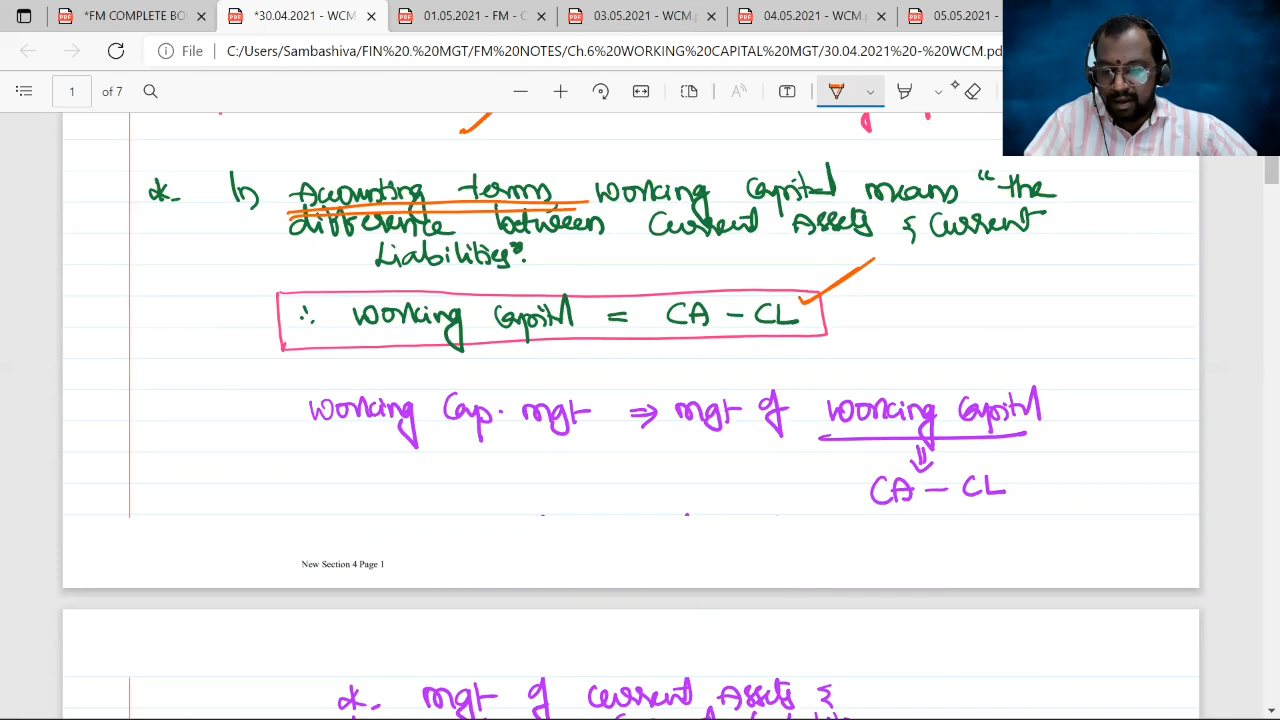 *FM COMPLETE BO
*30.04.2021 - WCM
01.05.2021 - FM - C
03.05.2021 - WCM.p
04.05.2021 - WCM.p
05.05.2021 -
File C:/Users/Sambashiva/FIN%20.%20MGT/FM%20NOTES/Ch.6%20WORKING%20CAPITAL%20MGT/30.04.2021%20-%20WCM.pd
1 of 7
*. In Accounting terms, working Capital means "the
difference between Current Assets & Current
Liabilities".
∴ working Capital = CA - CL
Working Cap. mgt ⇒ mgt of working Capital
CA - CL
New Section 4 Page 1
*. mgt of current Assets &